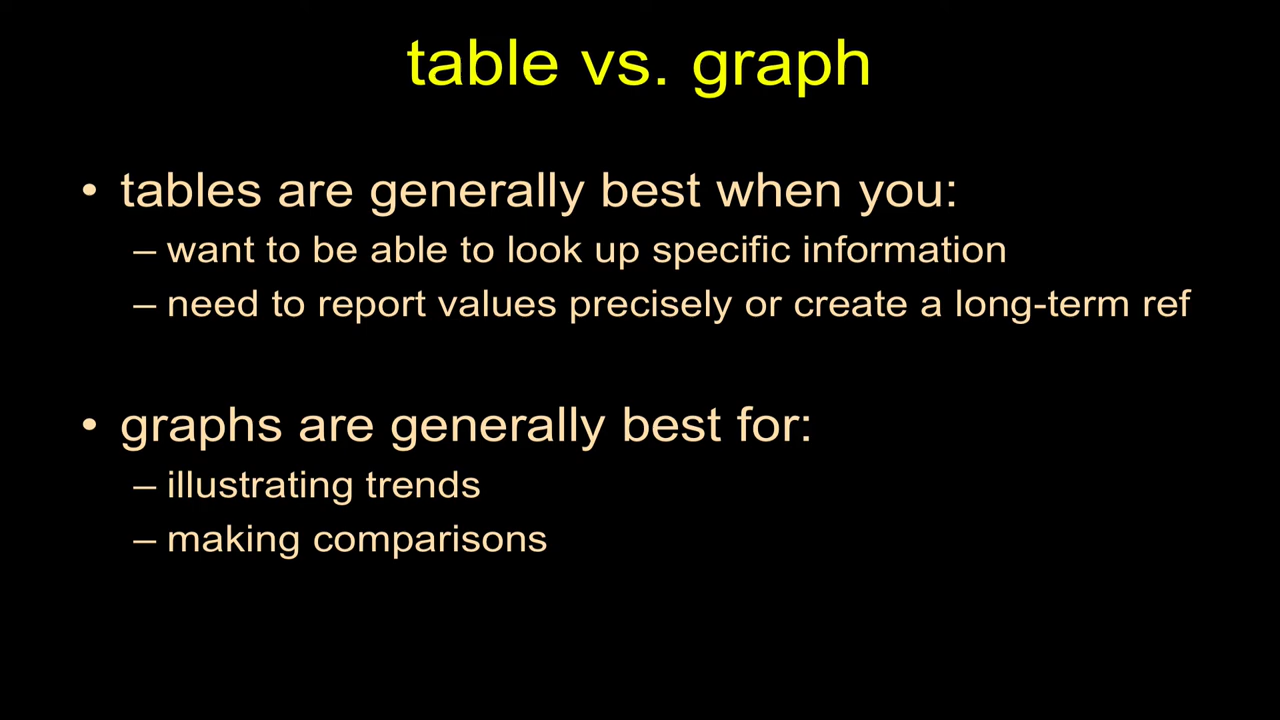 table vs. graph
• tables are generally best when you:
– want to be able to look up specific information
– need to report values precisely or create a long-term ref
• graphs are generally best for:
– illustrating trends
– making comparisons